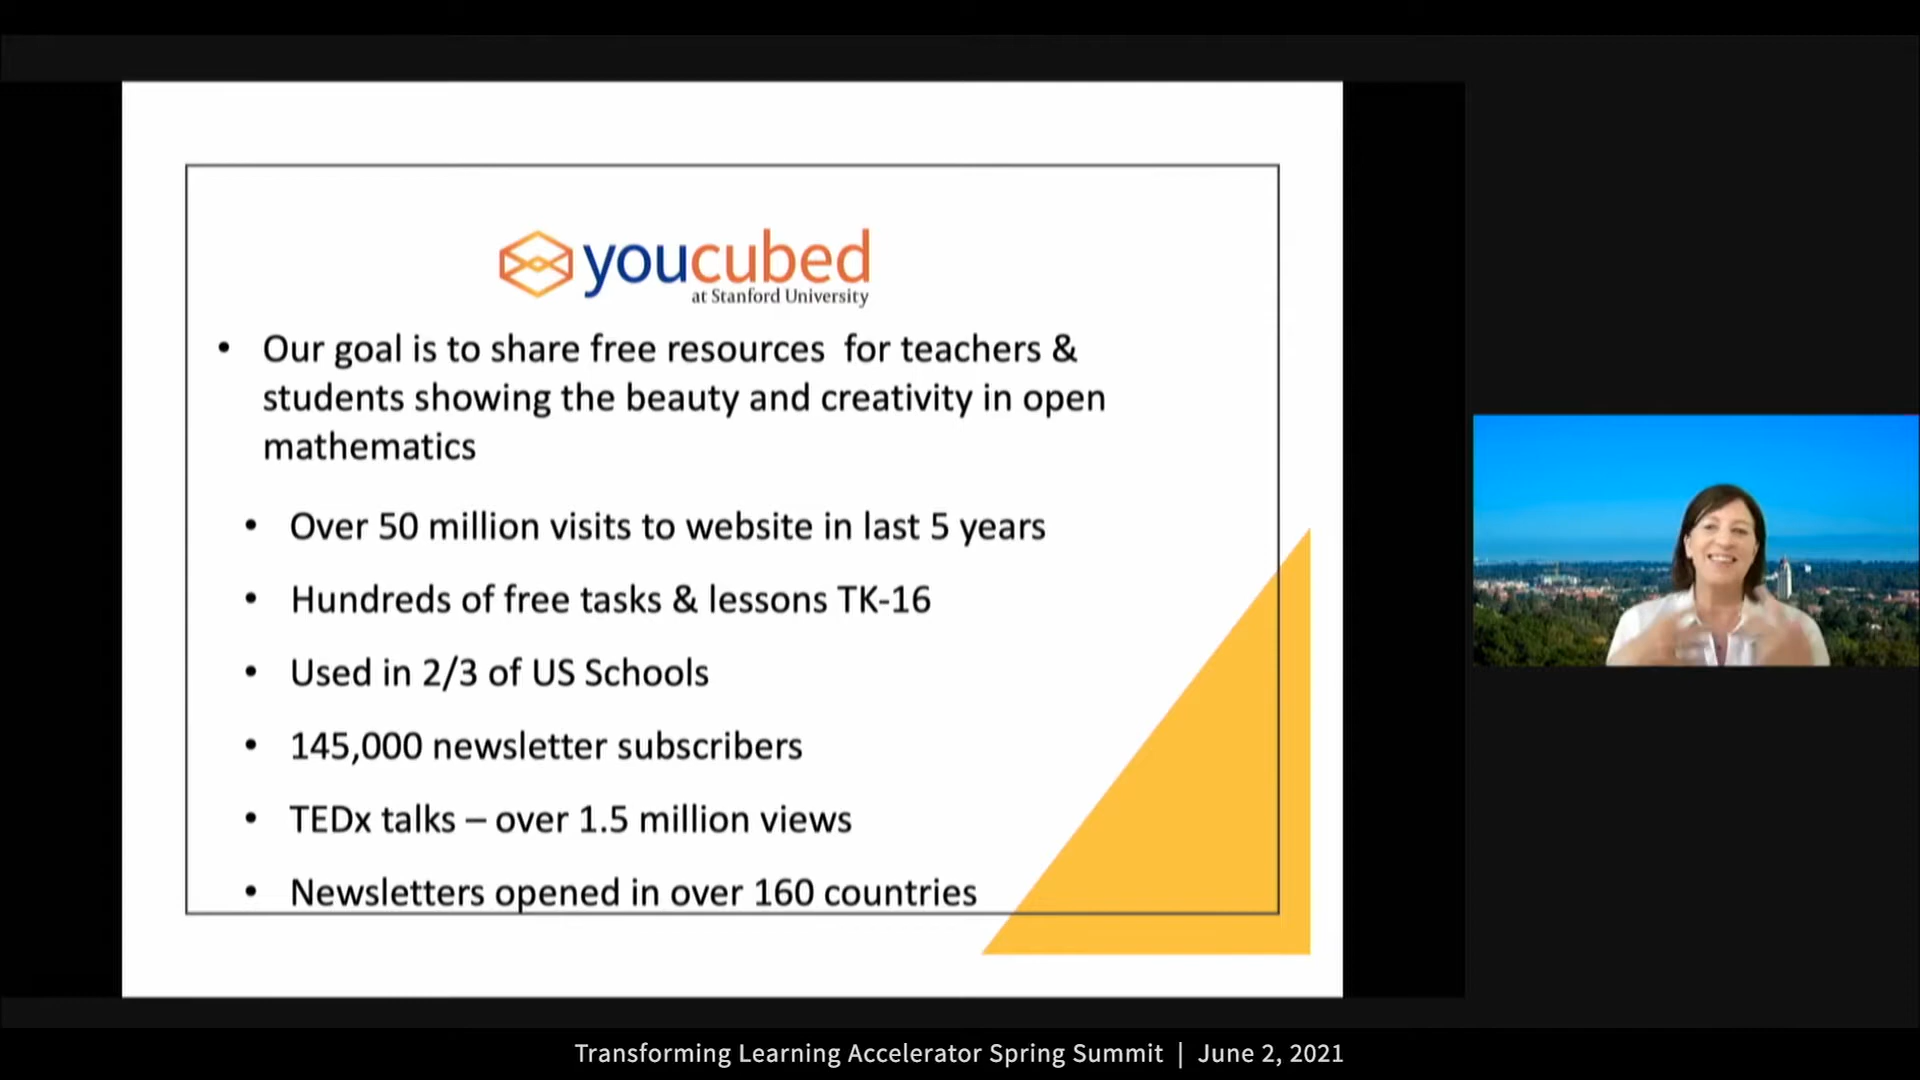 youcubed
at Stanford University
• Our goal is to share free resources  for teachers &
students showing the beauty and creativity in open
mathematics
• Over 50 million visits to website in last 5 years
• Hundreds of free tasks & lessons TK-16
• Used in 2/3 of US Schools
• 145,000 newsletter subscribers
• TEDx talks – over 1.5 million views
• Newsletters opened in over 160 countries
Transforming Learning Accelerator Spring Summit | June 2, 2021